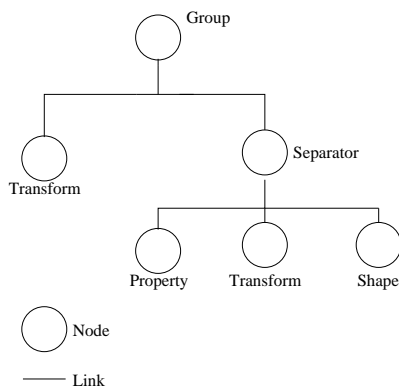 Group
Transform
Separator
Property
Transform
Shape
Node
Link